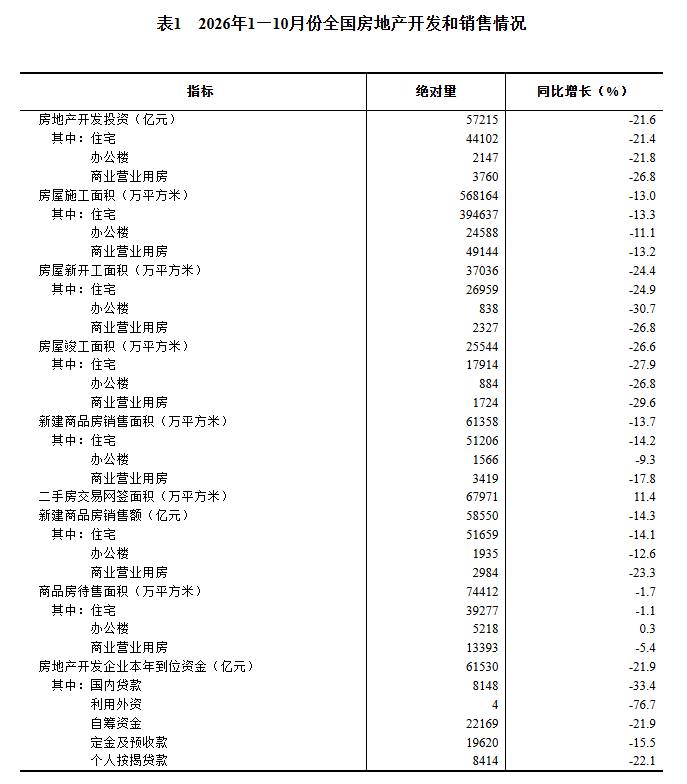 表1 2026年1—10月份全国房地产开发和销售情况
指标 绝对量 同比增长（%）
房地产开发投资（亿元） 57215 -21.6
其中：住宅 44102 -21.4
办公楼 2147 -21.8
商业营业用房 3760 -26.8
房屋施工面积（万平方米） 568164 -13.0
其中：住宅 394637 -13.3
办公楼 24588 -11.1
商业营业用房 49144 -13.2
房屋新开工面积（万平方米） 37036 -24.4
其中：住宅 26959 -24.9
办公楼 838 -30.7
商业营业用房 2327 -26.8
房屋竣工面积（万平方米） 25544 -26.6
其中：住宅 17914 -27.9
办公楼 884 -26.8
商业营业用房 1724 -29.6
新建商品房销售面积（万平方米） 61358 -13.7
其中：住宅 51206 -14.2
办公楼 1566 -9.3
商业营业用房 3419 -17.8
二手房交易网签面积（万平方米） 67971 11.4
新建商品房销售额（亿元） 58550 -14.3
其中：住宅 51659 -14.1
办公楼 1935 -12.6
商业营业用房 2984 -23.3
商品房待售面积（万平方米） 74412 -1.7
其中：住宅 39277 -1.1
办公楼 5218 0.3
商业营业用房 13393 -5.4
房地产开发企业本年到位资金（亿元） 61530 -21.9
其中：国内贷款 8148 -33.4
利用外资 4 -76.7
自筹资金 22169 -21.9
定金及预收款 19620 -15.5
个人按揭贷款 8414 -22.1